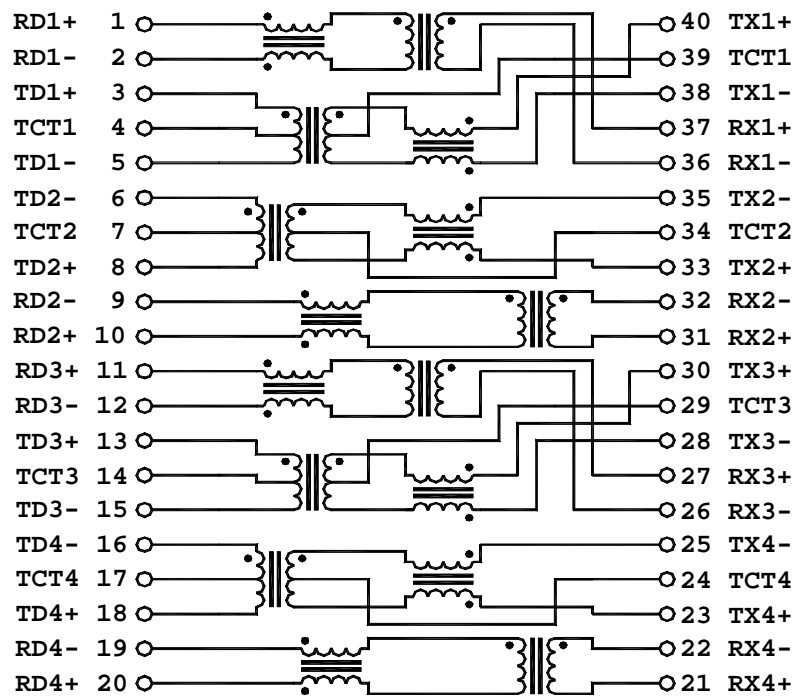 RD1+ 1 40 TX1+
RD1- 2 39 TCT1
TD1+ 3 38 TX1-
TCT1 4 37 RX1+
TD1- 5 36 RX1-
TD2- 6 35 TX2-
TCT2 7 34 TCT2
TD2+ 8 33 TX2+
RD2- 9 32 RX2-
RD2+ 10 31 RX2+
RD3+ 11 30 TX3+
RD3- 12 29 TCT3
TD3+ 13 28 TX3-
TCT3 14 27 RX3+
TD3- 15 26 RX3-
TD4- 16 25 TX4-
TCT4 17 24 TCT4
TD4+ 18 23 TX4+
RD4- 19 22 RX4-
RD4+ 20 21 RX4+